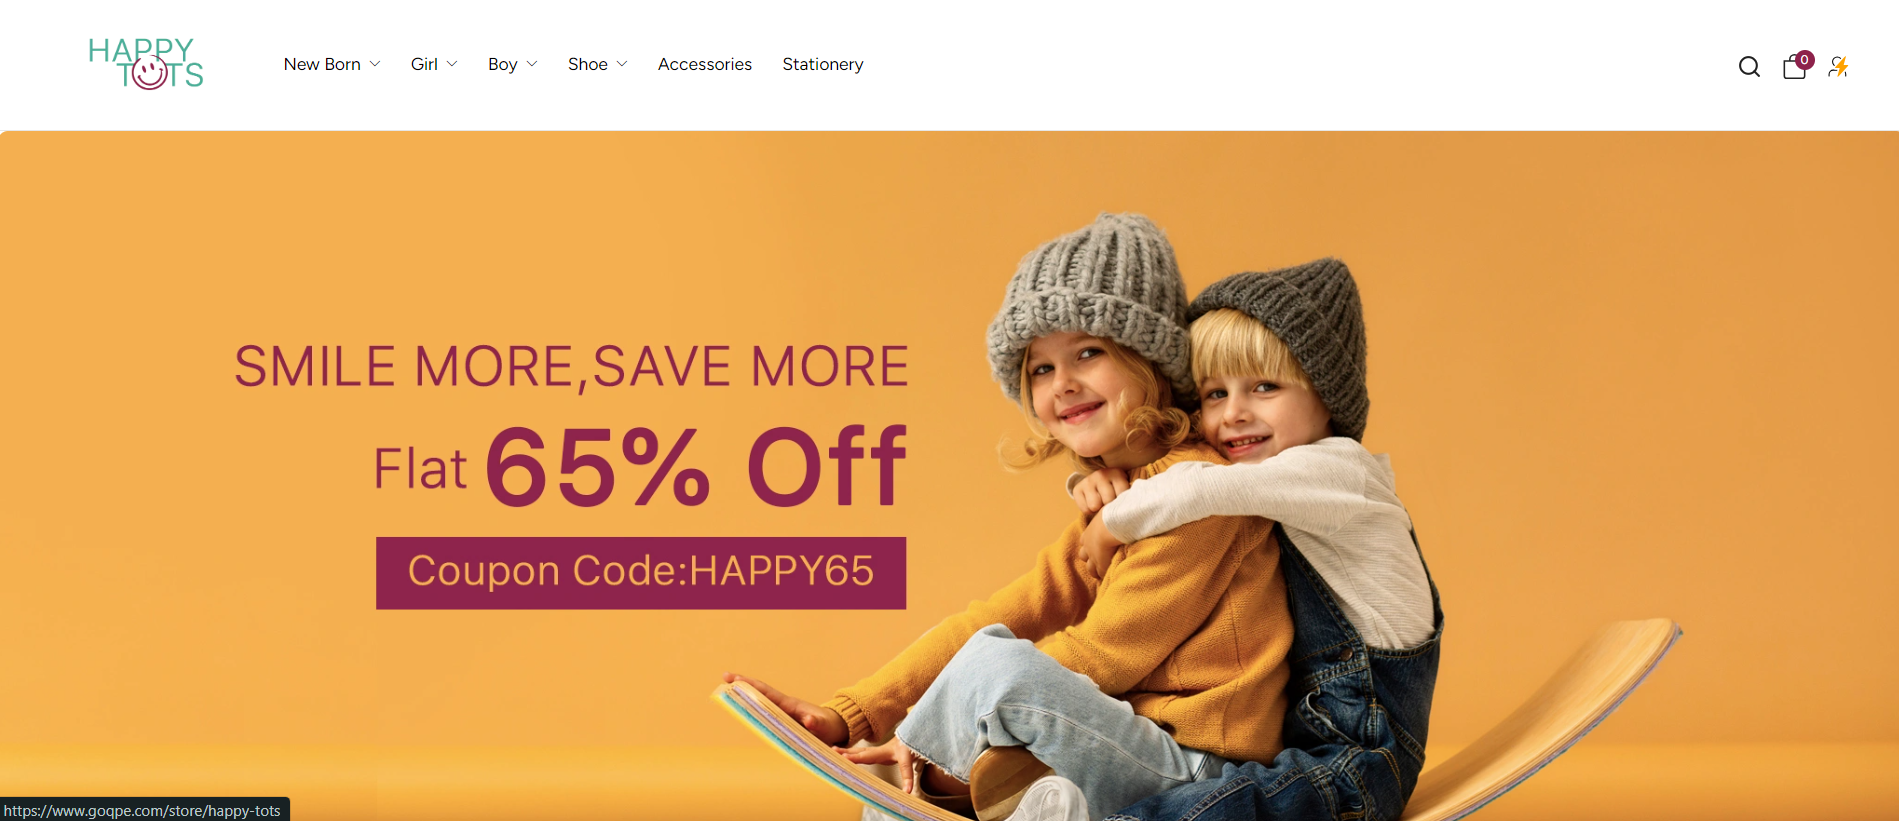 HAPPY
TOTS
New Born
Girl
Boy
Shoe
Accessories
Stationery
0
SMILE MORE,SAVE MORE
Flat 65% Off
Coupon Code:HAPPY65
https://www.goqpe.com/store/happy-tots